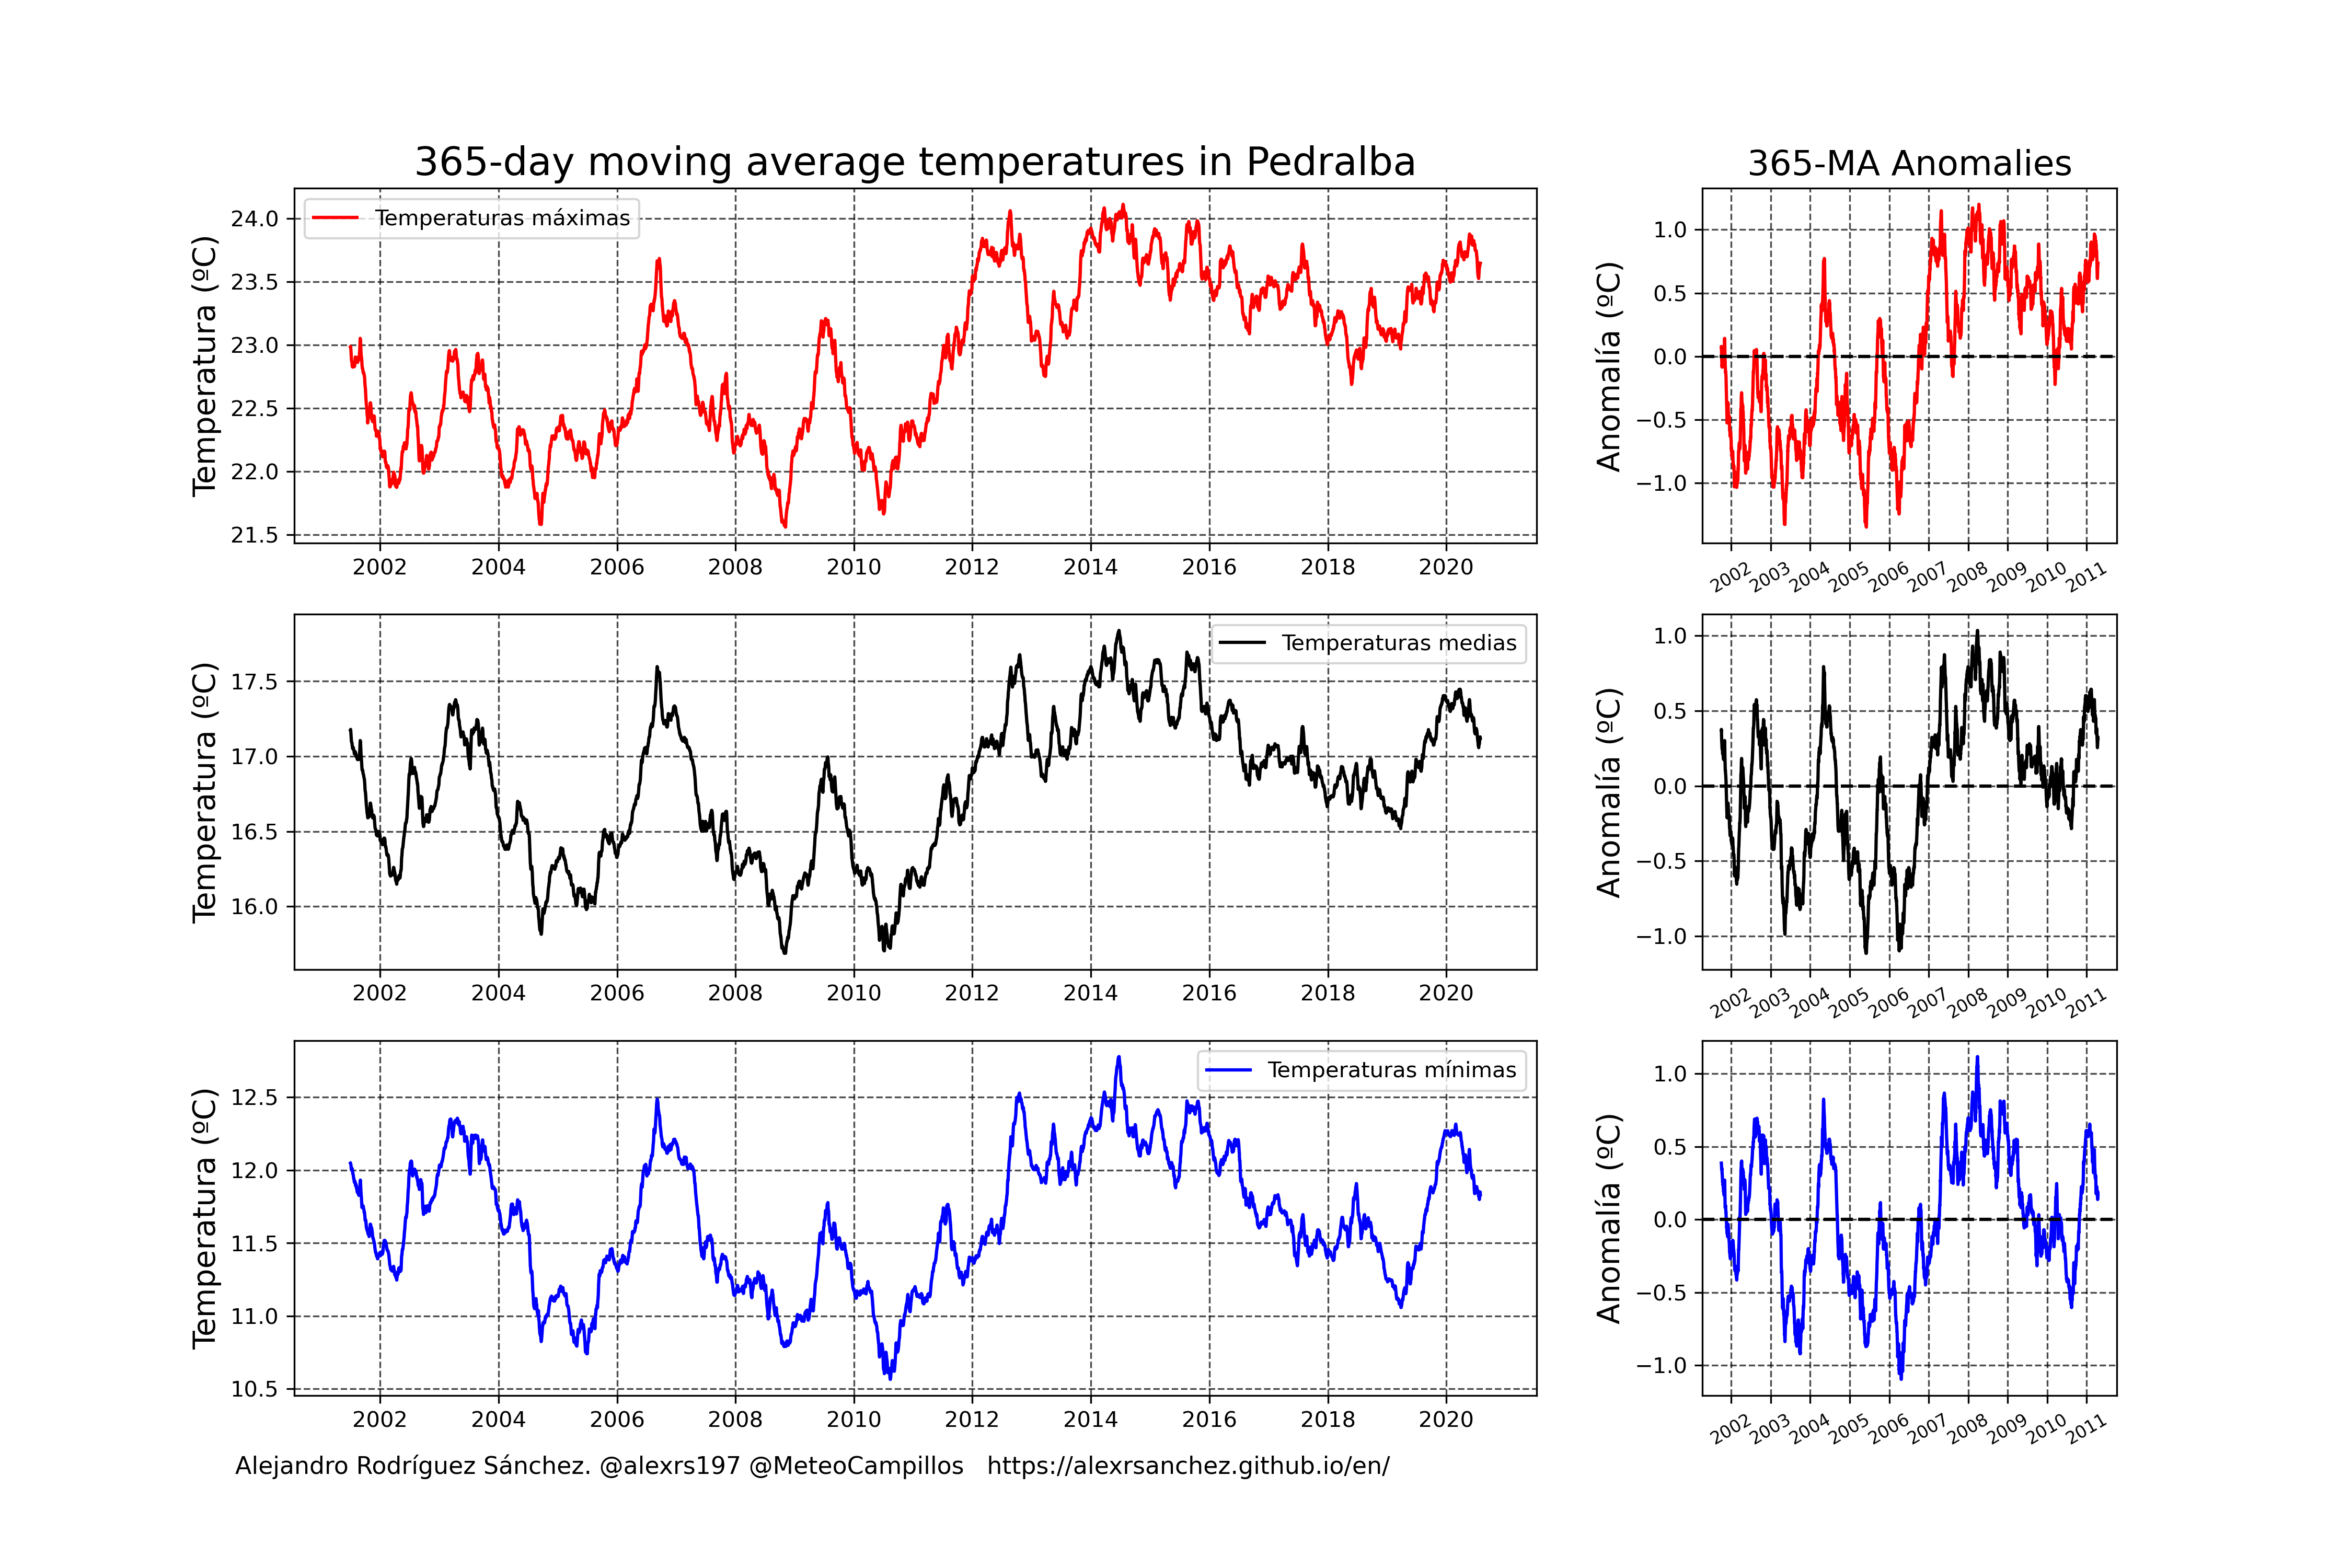 365-day moving average temperatures in Pedralba
365-MA Anomalies
Temperatura (ºC)
24.0
23.5
23.0
22.5
22.0
21.5
Temperaturas máximas
2002 2004 2006 2008 2010 2012 2014 2016 2018 2020
Anomalía (ºC)
1.0
0.5
0.0
−0.5
−1.0
2002 2003 2004 2005 2006 2007 2008 2009 2010 2011
Temperatura (ºC)
17.5
17.0
16.5
16.0
Temperaturas medias
2002 2004 2006 2008 2010 2012 2014 2016 2018 2020
Anomalía (ºC)
1.0
0.5
0.0
−0.5
−1.0
2002 2003 2004 2005 2006 2007 2008 2009 2010 2011
Temperatura (ºC)
12.5
12.0
11.5
11.0
10.5
Temperaturas mínimas
2002 2004 2006 2008 2010 2012 2014 2016 2018 2020
Anomalía (ºC)
1.0
0.5
0.0
−0.5
−1.0
2002 2003 2004 2005 2006 2007 2008 2009 2010 2011
Alejandro Rodríguez Sánchez. @alexrs197 @MeteoCampillos https://alexrsanchez.github.io/en/